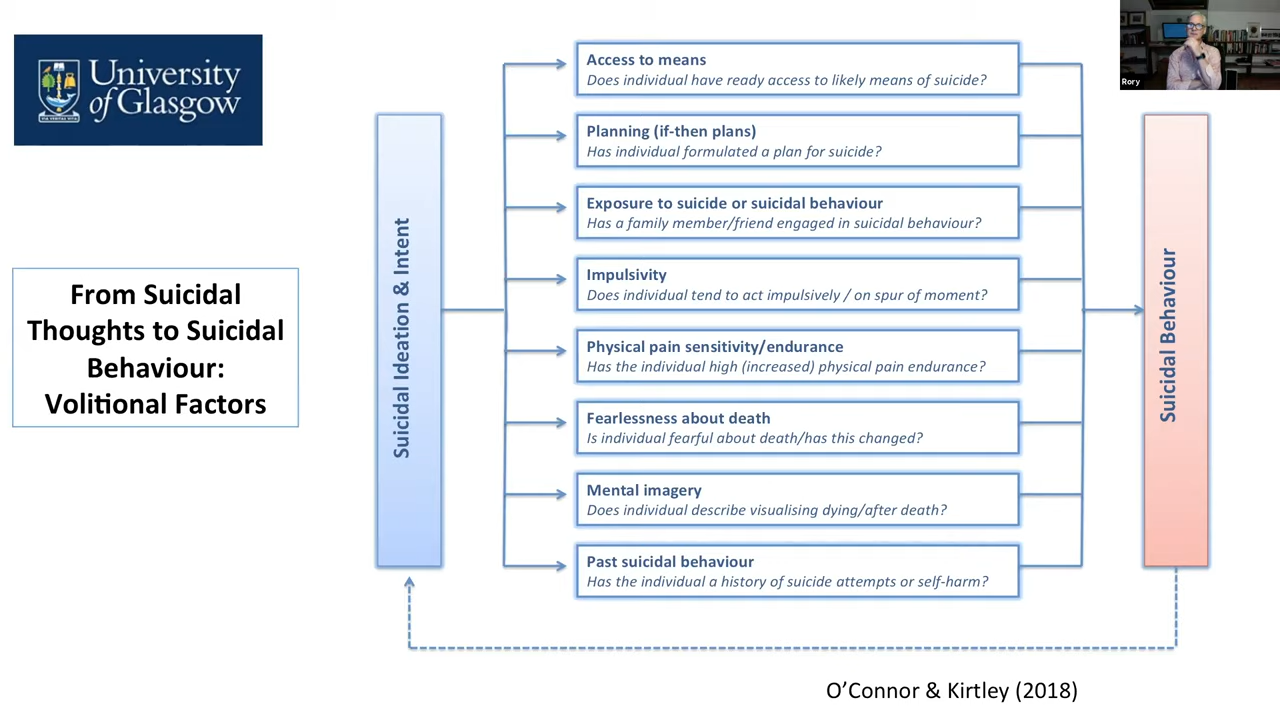 University
of Glasgow
VIA VERITAS VITA
Rory
From Suicidal
Thoughts to Suicidal
Behaviour:
Volitional Factors
Suicidal Ideation & Intent
Access to means
Does individual have ready access to likely means of suicide?
Planning (if-then plans)
Has individual formulated a plan for suicide?
Exposure to suicide or suicidal behaviour
Has a family member/friend engaged in suicidal behaviour?
Impulsivity
Does individual tend to act impulsively / on spur of moment?
Physical pain sensitivity/endurance
Has the individual high (increased) physical pain endurance?
Fearlessness about death
Is individual fearful about death/has this changed?
Mental imagery
Does individual describe visualising dying/after death?
Past suicidal behaviour
Has the individual a history of suicide attempts or self-harm?
Suicidal Behaviour
O’Connor & Kirtley (2018)